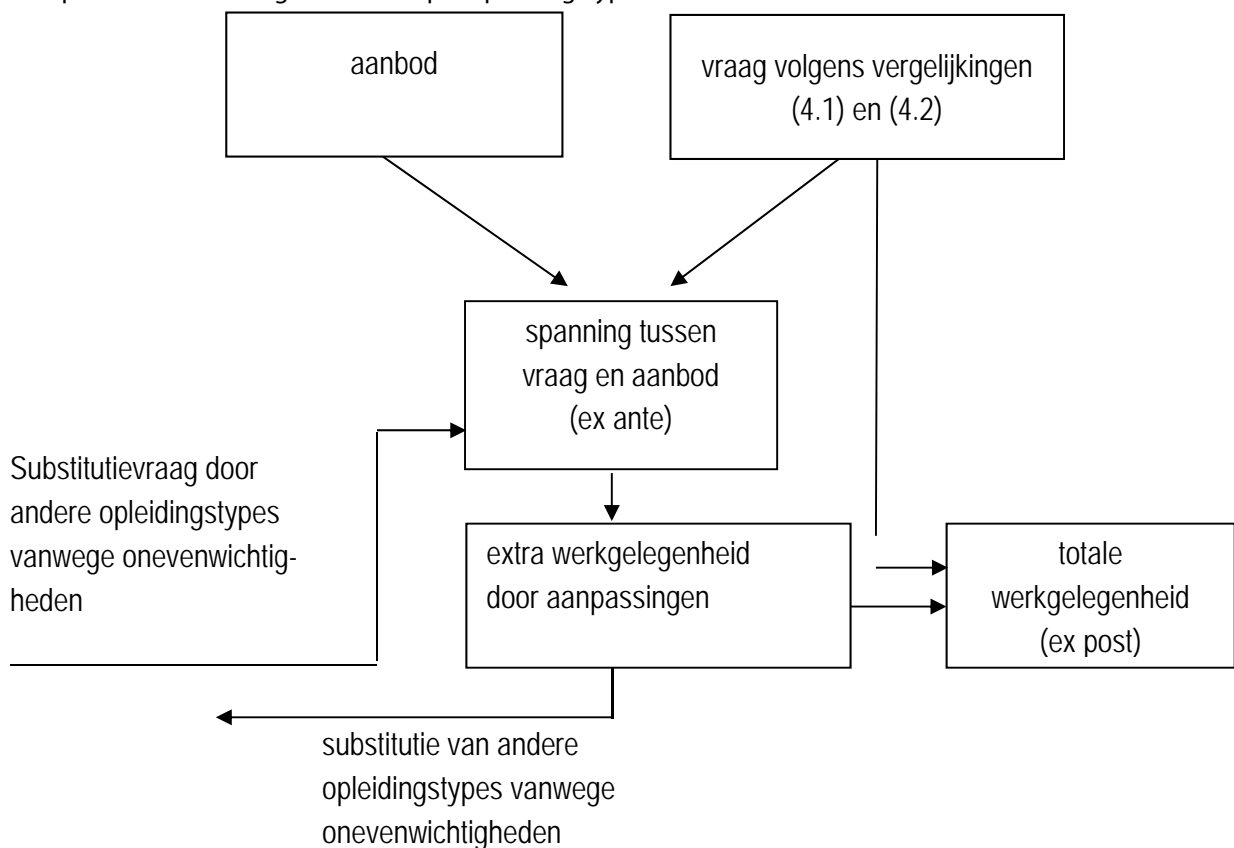 aanbod
vraag volgens vergelijkingen
(4.1) en (4.2)
spanning tussen
vraag en aanbod
(ex ante)
Substitutievraag door
andere opleidingstypes
vanwege onevenwichtig-
heden
extra werkgelegenheid
door aanpassingen
totale
werkgelegenheid
(ex post)
substitutie van andere
opleidingstypes vanwege
onevenwichtigheden